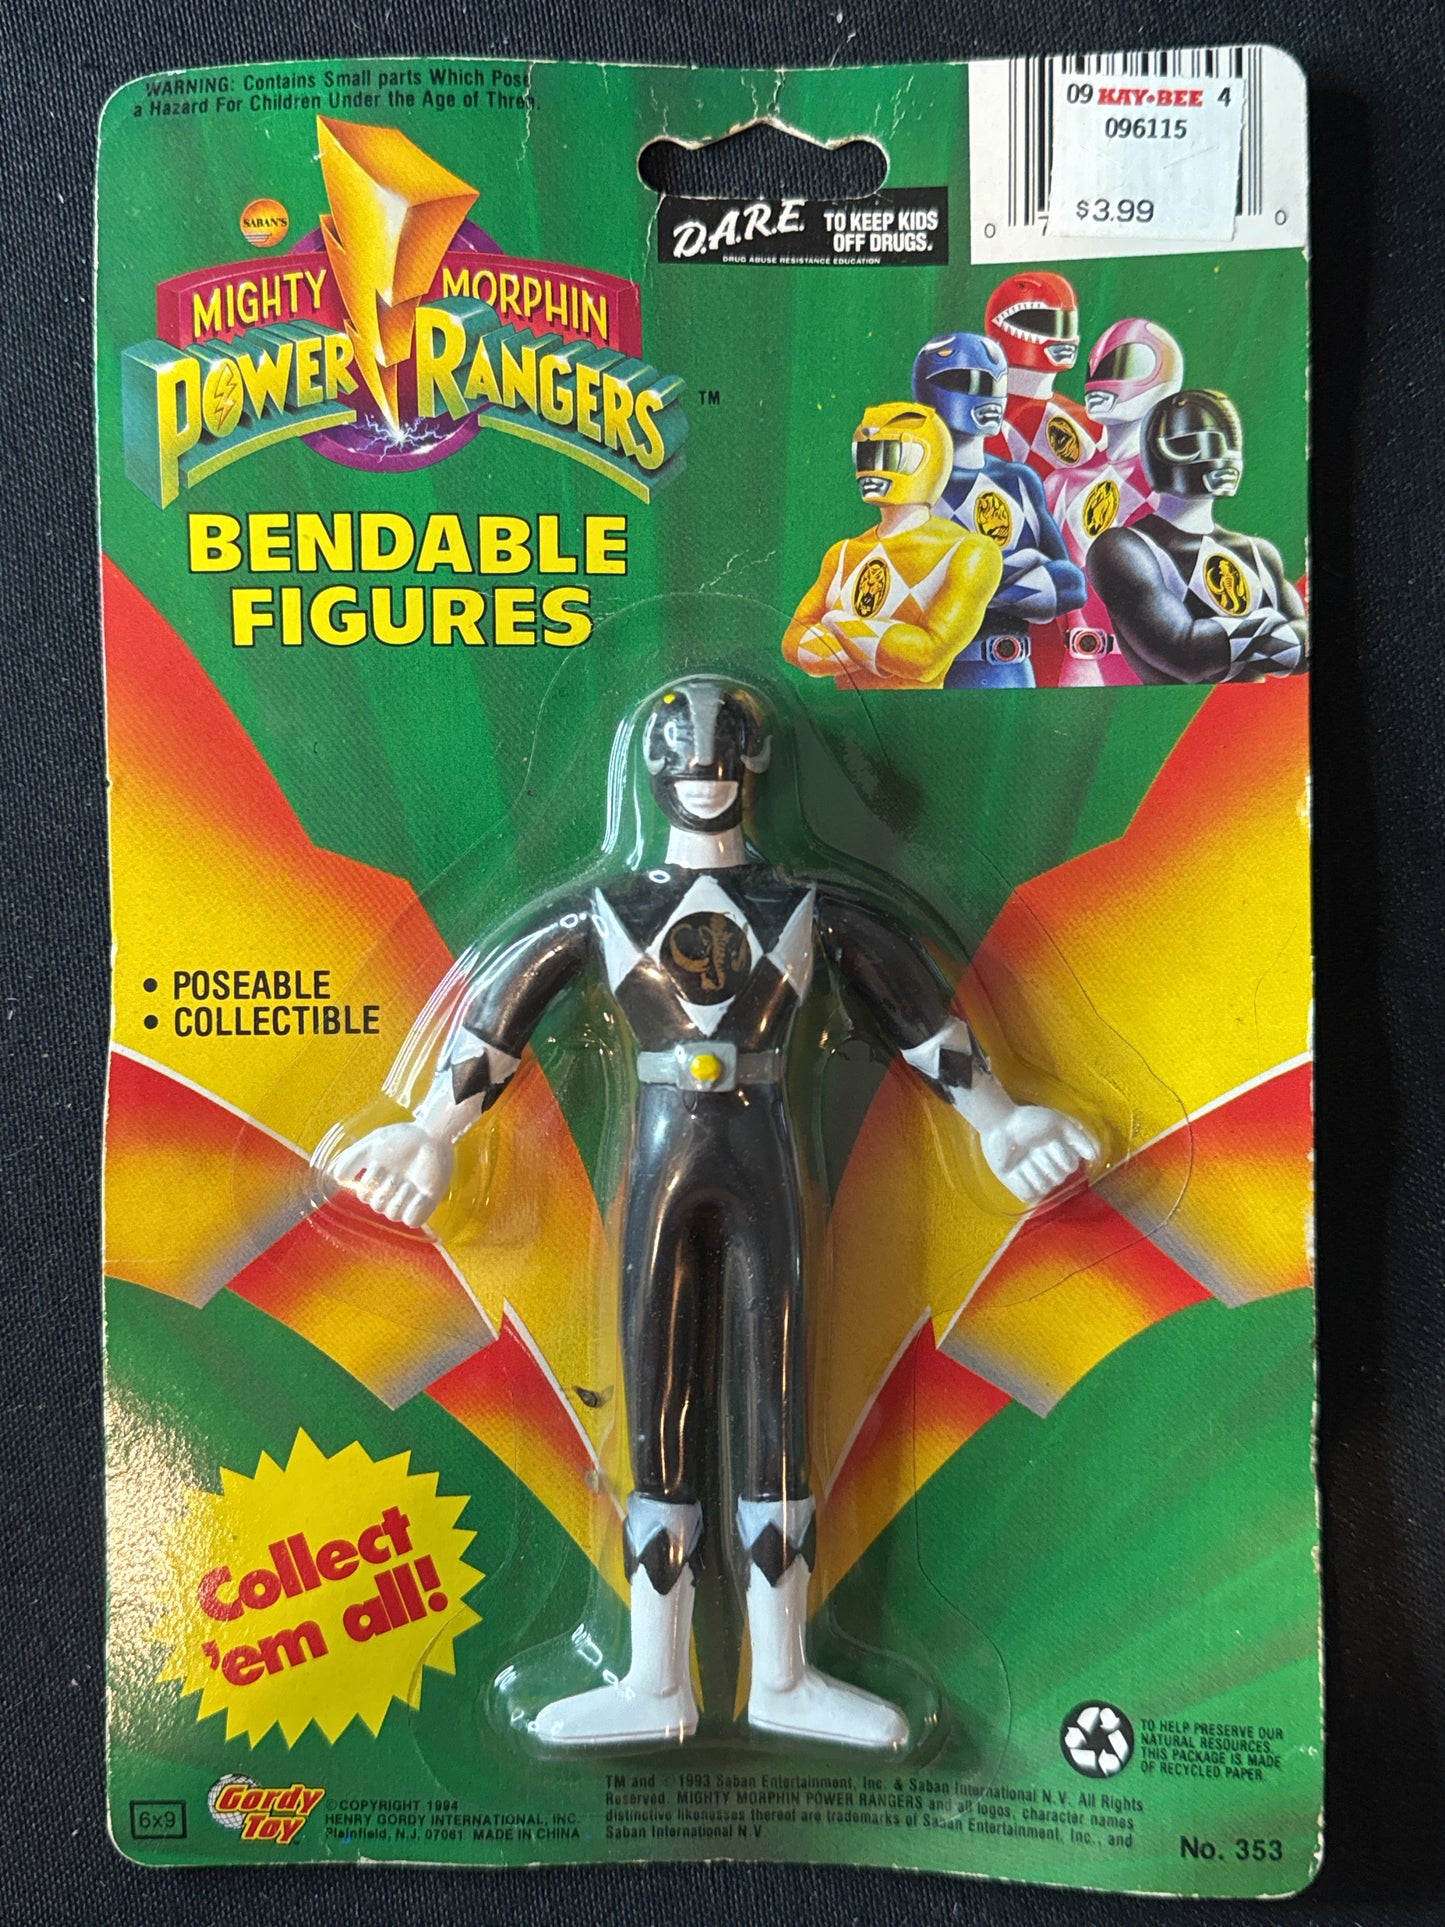 WARNING: Contains Small parts Which Pose
a Hazard For Children Under the Age of Three.
09 KAY•BEE 4
096115
$3.99
0 7 0
D.A.R.E. TO KEEP KIDS
OFF DRUGS.
DRUG ABUSE RESISTANCE EDUCATION
SABAN'S
MIGHTY MORPHIN
POWER RANGERS
TM
BENDABLE
FIGURES
• POSEABLE
• COLLECTIBLE
Collect
'em all!
TO HELP PRESERVE OUR
NATURAL RESOURCES
THIS PACKAGE IS MADE
OF RECYCLED PAPER
6x9
Gordy
Toy
©COPYRIGHT 1994
HENRY GORDY INTERNATIONAL, INC.
Plainfield, N.J. 07061 MADE IN CHINA
TM and ©1993 Saban Entertainment, Inc. & Saban International N.V. All Rights
Reserved. MIGHTY MORPHIN POWER RANGERS and all logos, character names
distinctive likenesses thereof are trademarks of Saban Entertainment, Inc., and
Saban International N.V
No. 353